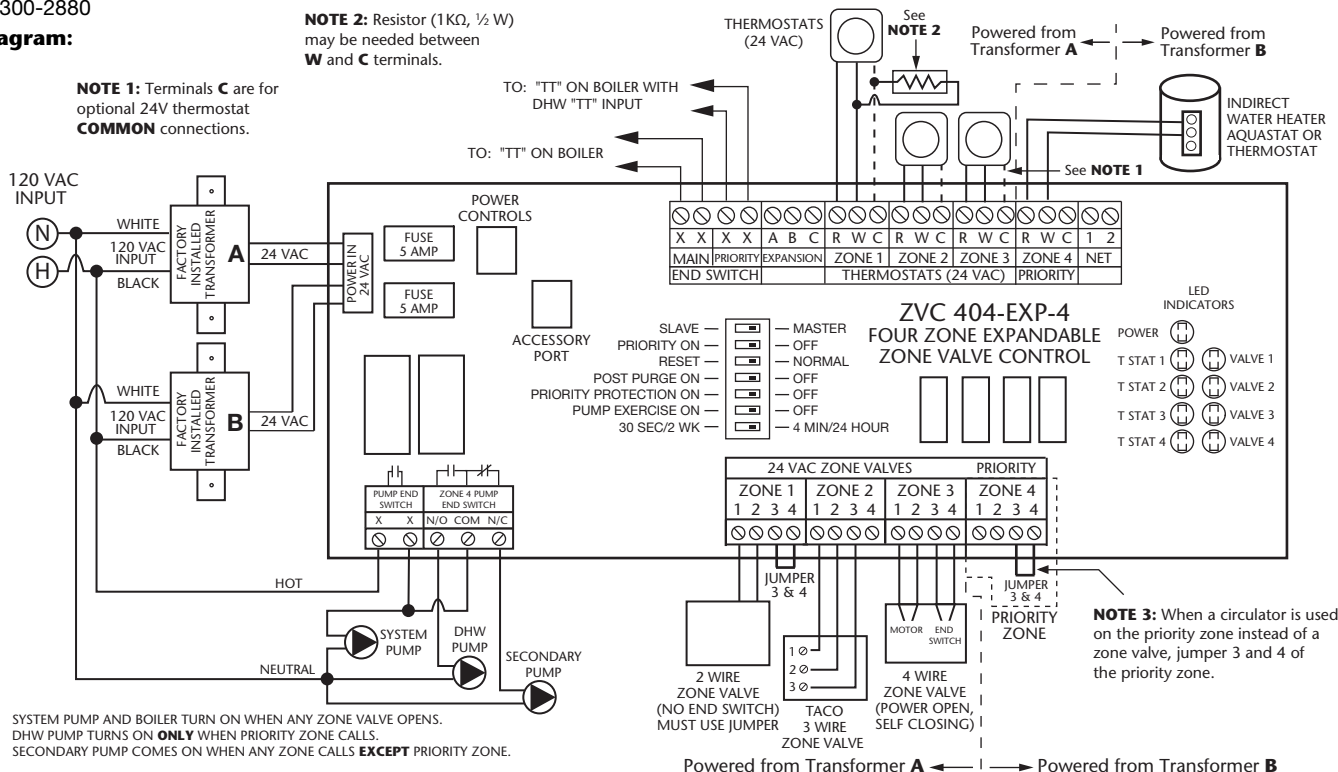 300-2880
agram:
NOTE 1: Terminals C are for
optional 24V thermostat
COMMON connections.
NOTE 2: Resistor (1KΩ, ½ W)
may be needed between
W and C terminals.
THERMOSTATS
(24 VAC)
See
NOTE 2
Powered from
Transformer A
Powered from
Transformer B
TO: "TT" ON BOILER WITH
DHW "TT" INPUT
TO: "TT" ON BOILER
INDIRECT
WATER HEATER
AQUASTAT OR
THERMOSTAT
See NOTE 1
120 VAC
INPUT
N
H
WHITE
120 VAC
INPUT
BLACK
FACTORY
INSTALLED
TRANSFORMER
A
24 VAC
WHITE
120 VAC
INPUT
BLACK
FACTORY
INSTALLED
TRANSFORMER
B
24 VAC
POWER IN
24 VAC
FUSE
5 AMP
FUSE
5 AMP
POWER
CONTROLS
ACCESSORY
PORT
X X X X A B C R W C R W C R W C R W C 1 2
MAIN PRIORITY EXPANSION ZONE 1 ZONE 2 ZONE 3 ZONE 4 NET
END SWITCH THERMOSTATS (24 VAC) PRIORITY
ZVC 404-EXP-4
FOUR ZONE EXPANDABLE
ZONE VALVE CONTROL
SLAVE MASTER
PRIORITY ON OFF
RESET NORMAL
POST PURGE ON OFF
PRIORITY PROTECTION ON OFF
PUMP EXERCISE ON OFF
30 SEC/2 WK 4 MIN/24 HOUR
LED
INDICATORS
POWER
T STAT 1 VALVE 1
T STAT 2 VALVE 2
T STAT 3 VALVE 3
T STAT 4 VALVE 4
PUMP END
SWITCH
X X
ZONE 4 PUMP
END SWITCH
N/O COM N/C
24 VAC ZONE VALVES PRIORITY
ZONE 1 ZONE 2 ZONE 3 ZONE 4
1 2 3 4 1 2 3 4 1 2 3 4 1 2 3 4
HOT
NEUTRAL
SYSTEM
PUMP
DHW
PUMP
SECONDARY
PUMP
JUMPER
3 & 4
2 WIRE
ZONE VALVE
(NO END SWITCH)
MUST USE JUMPER
1
2
3
TACO
3 WIRE
ZONE VALVE
MOTOR
END
SWITCH
4 WIRE
ZONE VALVE
(POWER OPEN,
SELF CLOSING)
JUMPER
3 & 4
PRIORITY
ZONE
NOTE 3: When a circulator is used
on the priority zone instead of a
zone valve, jumper 3 and 4 of
the priority zone.
SYSTEM PUMP AND BOILER TURN ON WHEN ANY ZONE VALVE OPENS.
DHW PUMP TURNS ON ONLY WHEN PRIORITY ZONE CALLS.
SECONDARY PUMP COMES ON WHEN ANY ZONE CALLS EXCEPT PRIORITY ZONE.
Powered from Transformer A
Powered from Transformer B